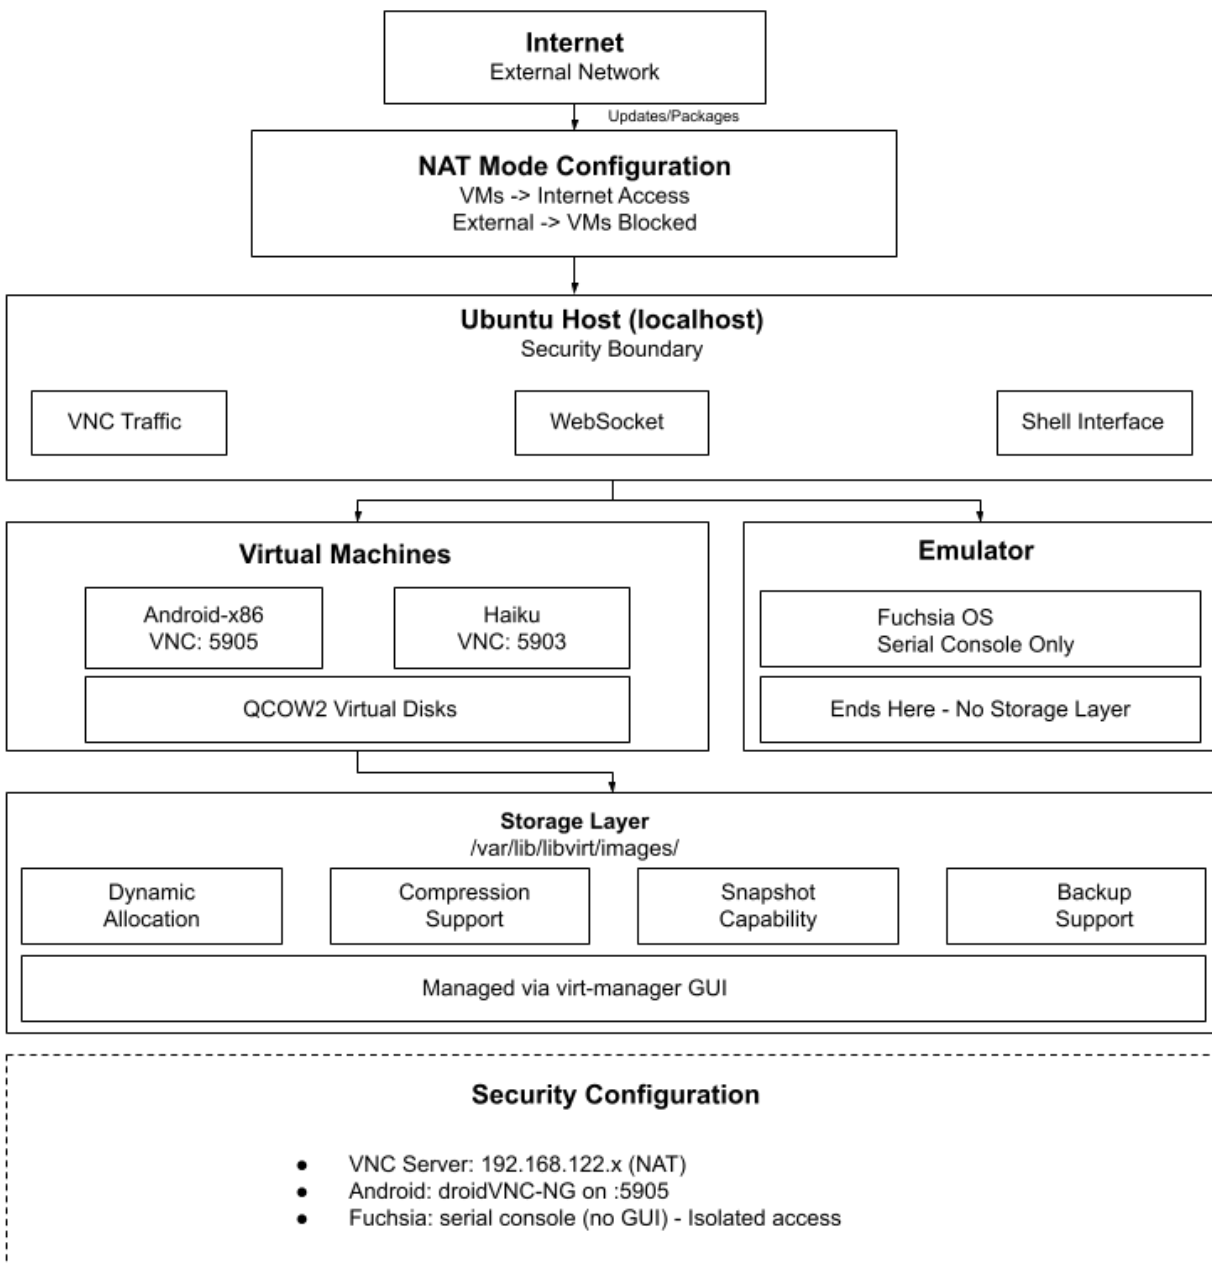 Internet
External Network
Updates/Packages
NAT Mode Configuration
VMs -> Internet Access
External -> VMs Blocked
Ubuntu Host (localhost)
Security Boundary
VNC Traffic
WebSocket
Shell Interface
Virtual Machines
Android-x86
VNC: 5905
Haiku
VNC: 5903
QCOW2 Virtual Disks
Emulator
Fuchsia OS
Serial Console Only
Ends Here - No Storage Layer
Storage Layer
/var/lib/libvirt/images/
Dynamic
Allocation
Compression
Support
Snapshot
Capability
Backup
Support
Managed via virt-manager GUI
Security Configuration
● VNC Server: 192.168.122.x (NAT)
● Android: droidVNC-NG on :5905
● Fuchsia: serial console (no GUI) - Isolated access